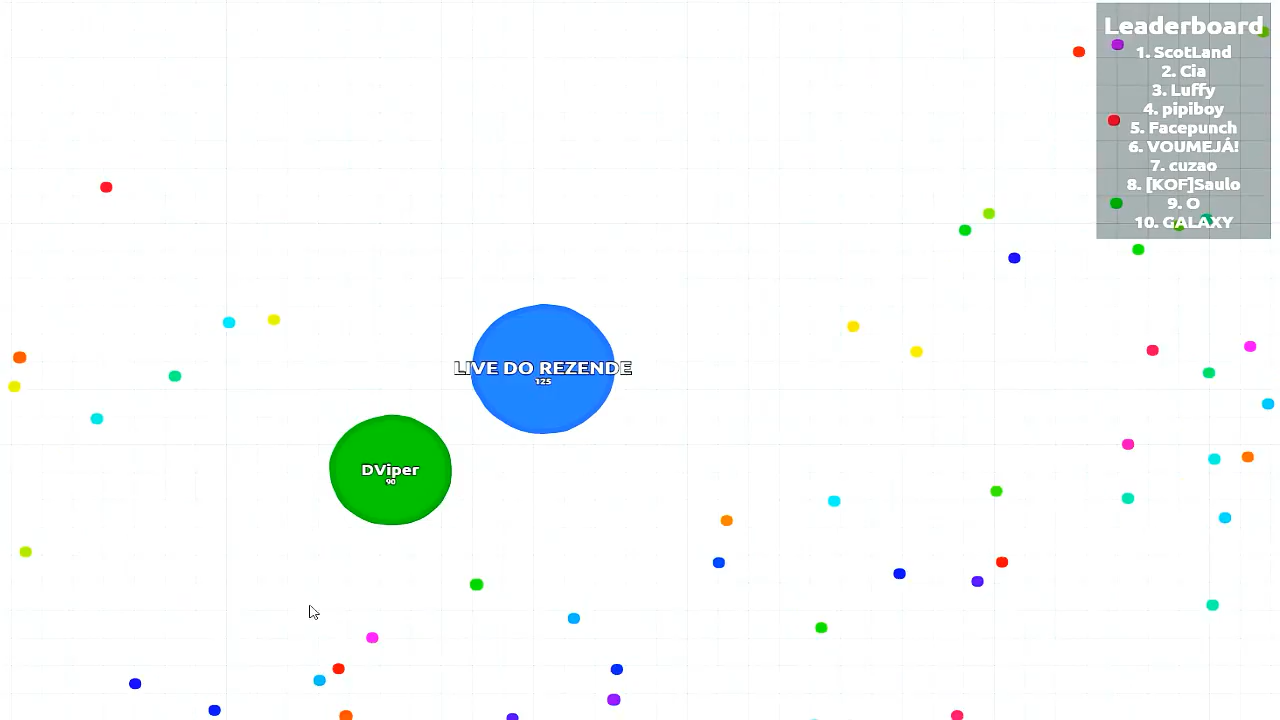 Leaderboard
1. ScotLand
2. Cia
3. Luffy
4. pipiboy
5. Facepunch
6. VOUMEJÁ!
7. cuzao
8. [KOF]Saulo
9. O
10. GALAXY
LIVE DO REZENDE
125
DViper
90